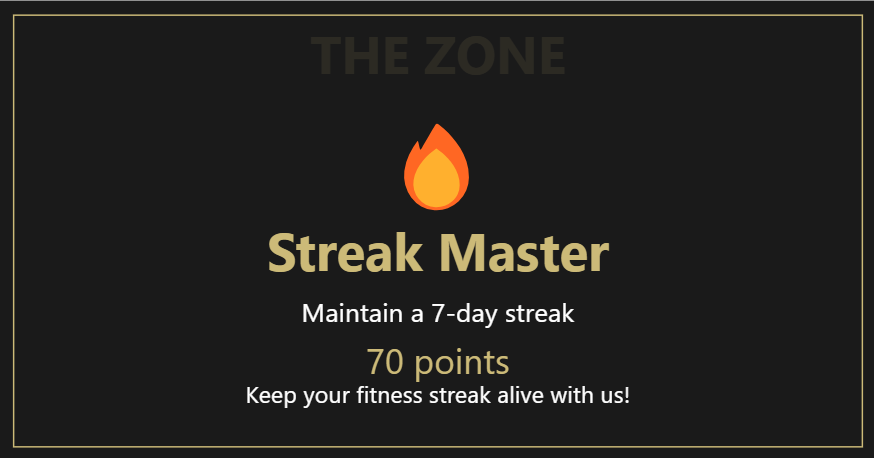 THE ZONE
Streak Master
Maintain a 7-day streak
70 points
Keep your fitness streak alive with us!